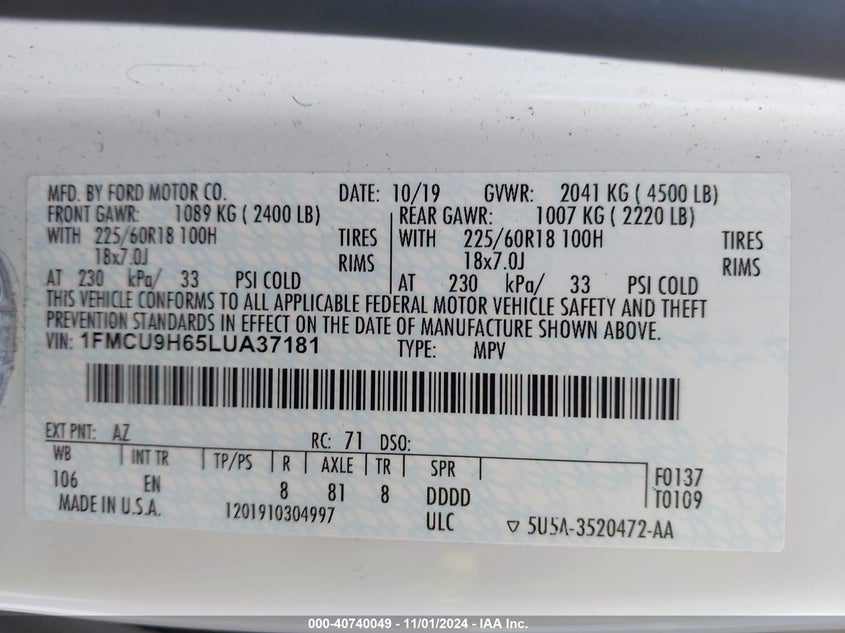 MFD. BY FORD MOTOR CO. DATE: 10/19 GVWR: 2041 KG ( 4500 LB)
FRONT GAWR: 1089 KG ( 2400 LB) REAR GAWR: 1007 KG ( 2220 LB)
WITH 225/60R18 100H TIRES WITH 225/60R18 100H TIRES
18x7.0J RIMS 18x7.0J RIMS
AT 230 kPa/ 33 PSI COLD AT 230 kPa/ 33 PSI COLD
THIS VEHICLE CONFORMS TO ALL APPLICABLE FEDERAL MOTOR VEHICLE SAFETY AND THEFT
PREVENTION STANDARDS IN EFFECT ON THE DATE OF MANUFACTURE SHOWN ABOVE.
VIN: 1FMCU9H65LUA37181 TYPE: MPV
EXT PNT: AZ RC: 71 DSO:
WB INT TR TP/PS R AXLE TR SPR F0137
106 EN 8 81 8 DDDD T0109
MADE IN U.S.A. 1201910304997 ULC ▽ 5U5A-3520472-AA
000-40740049 - 11/01/2024 - IAA Inc.